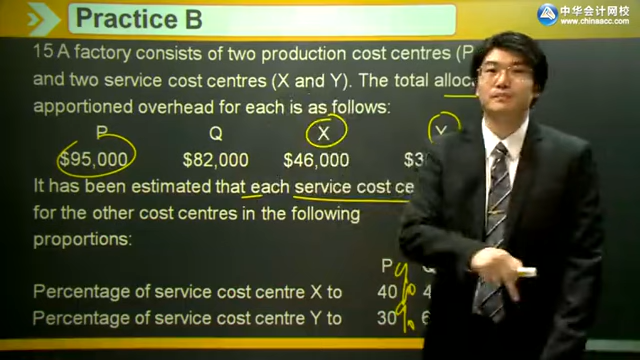 Practice B
中华会计网校
www.chinaacc.com
15 A factory consists of two production cost centres (P
and two service cost centres (X and Y). The total alloc
apportioned overhead for each is as follows:
P Q X Y
$95,000 $82,000 $46,000 $30
It has been estimated that each service cost ce
for the other cost centres in the following
proportions:
P % Q
Percentage of service cost centre X to 40 4
Percentage of service cost centre Y to 30 % 6